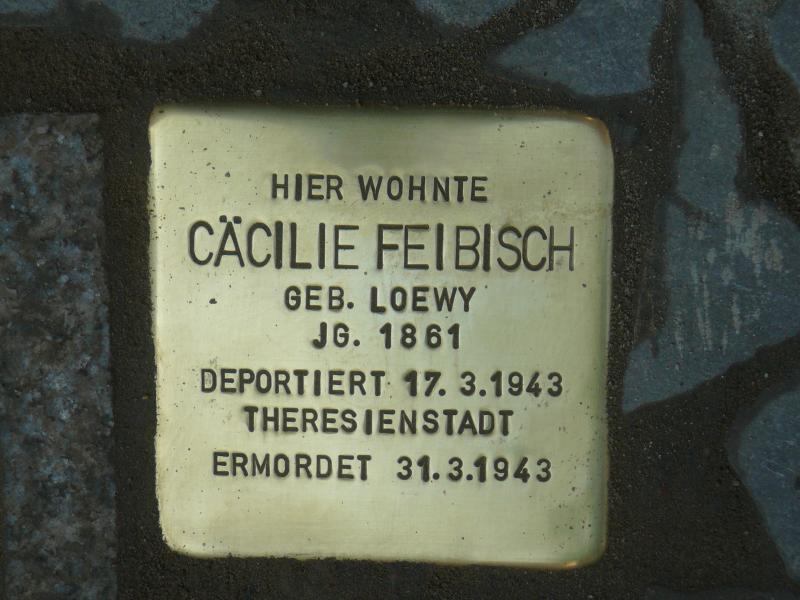 HIER WOHNTE
CÄCILIE FEIBISCH
GEB. LOEWY
JG. 1861
DEPORTIERT 17. 3.1943
THERESIENSTADT
ERMORDET 31.3.1943